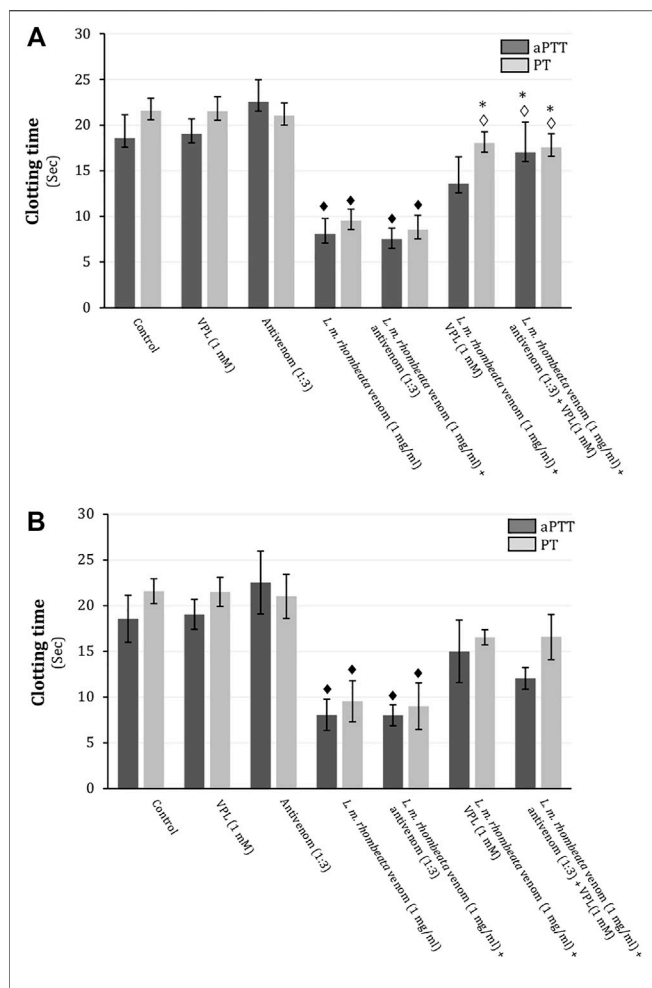 A
aPTT
PT
Clotting time
(Sec)
30
25
20
15
10
5
0
* *
*
*
Control
VPL (1 mM)
Antivenom (1:3)
L. m. rhombeata venom (1 mg/ml)
L. m. rhombeata venom (1 mg/ml) +
antivenom (1:3)
L. m. rhombeata venom (1 mg/ml) +
VPL (1 mM)
L. m. rhombeata venom (1 mg/ml) +
antivenom (1:3) + VPL(1 mM)
B
aPTT
PT
Clotting time
(Sec)
30
25
20
15
10
5
0
Control
VPL (1 mM)
Antivenom (1:3)
L. m. rhombeata venom (1 mg/ml)
L. m. rhombeata venom (1 mg/ml) +
antivenom (1:3)
L. m. rhombeata venom (1 mg/ml) +
VPL (1 mM)
L. m. rhombeata venom (1 mg/ml) +
antivenom (1:3) + VPL(1 mM)